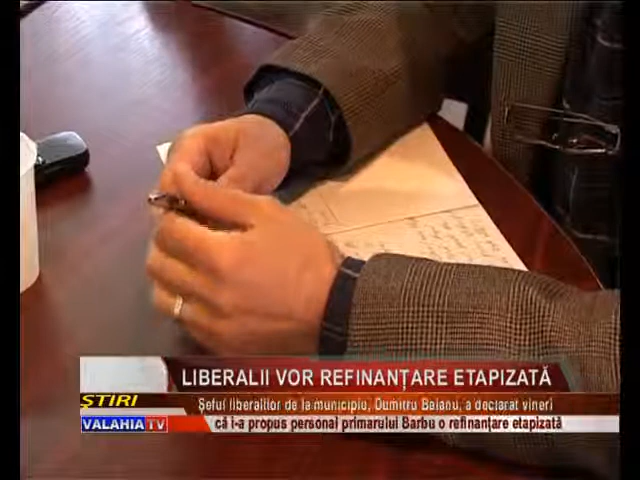 LIBERALII VOR REFINANȚARE ETAPIZATĂ
Șeful liberalilor de la municipiu, Dumitru Beianu, a declarat vineri
că i-a propus personal primarului Barbu o refinanțare etapizată
ȘTIRI
VALAHIA TV